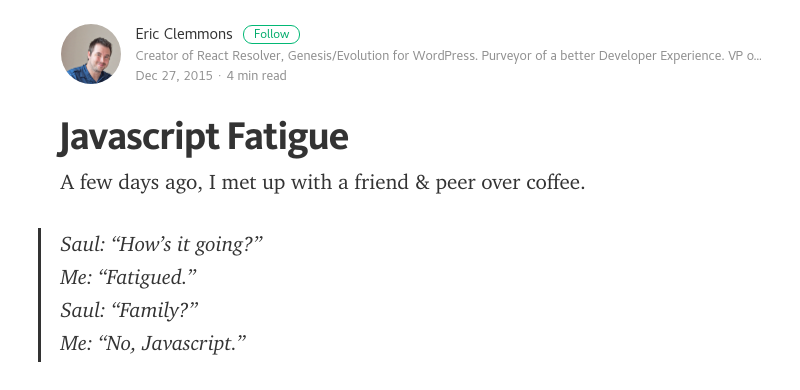 Eric Clemmons Follow
Creator of React Resolver, Genesis/Evolution for WordPress. Purveyor of a better Developer Experience. VP o...
Dec 27, 2015 · 4 min read
Javascript Fatigue
A few days ago, I met up with a friend & peer over coffee.
Saul: “How’s it going?”
Me: “Fatigued.”
Saul: “Family?”
Me: “No, Javascript.”